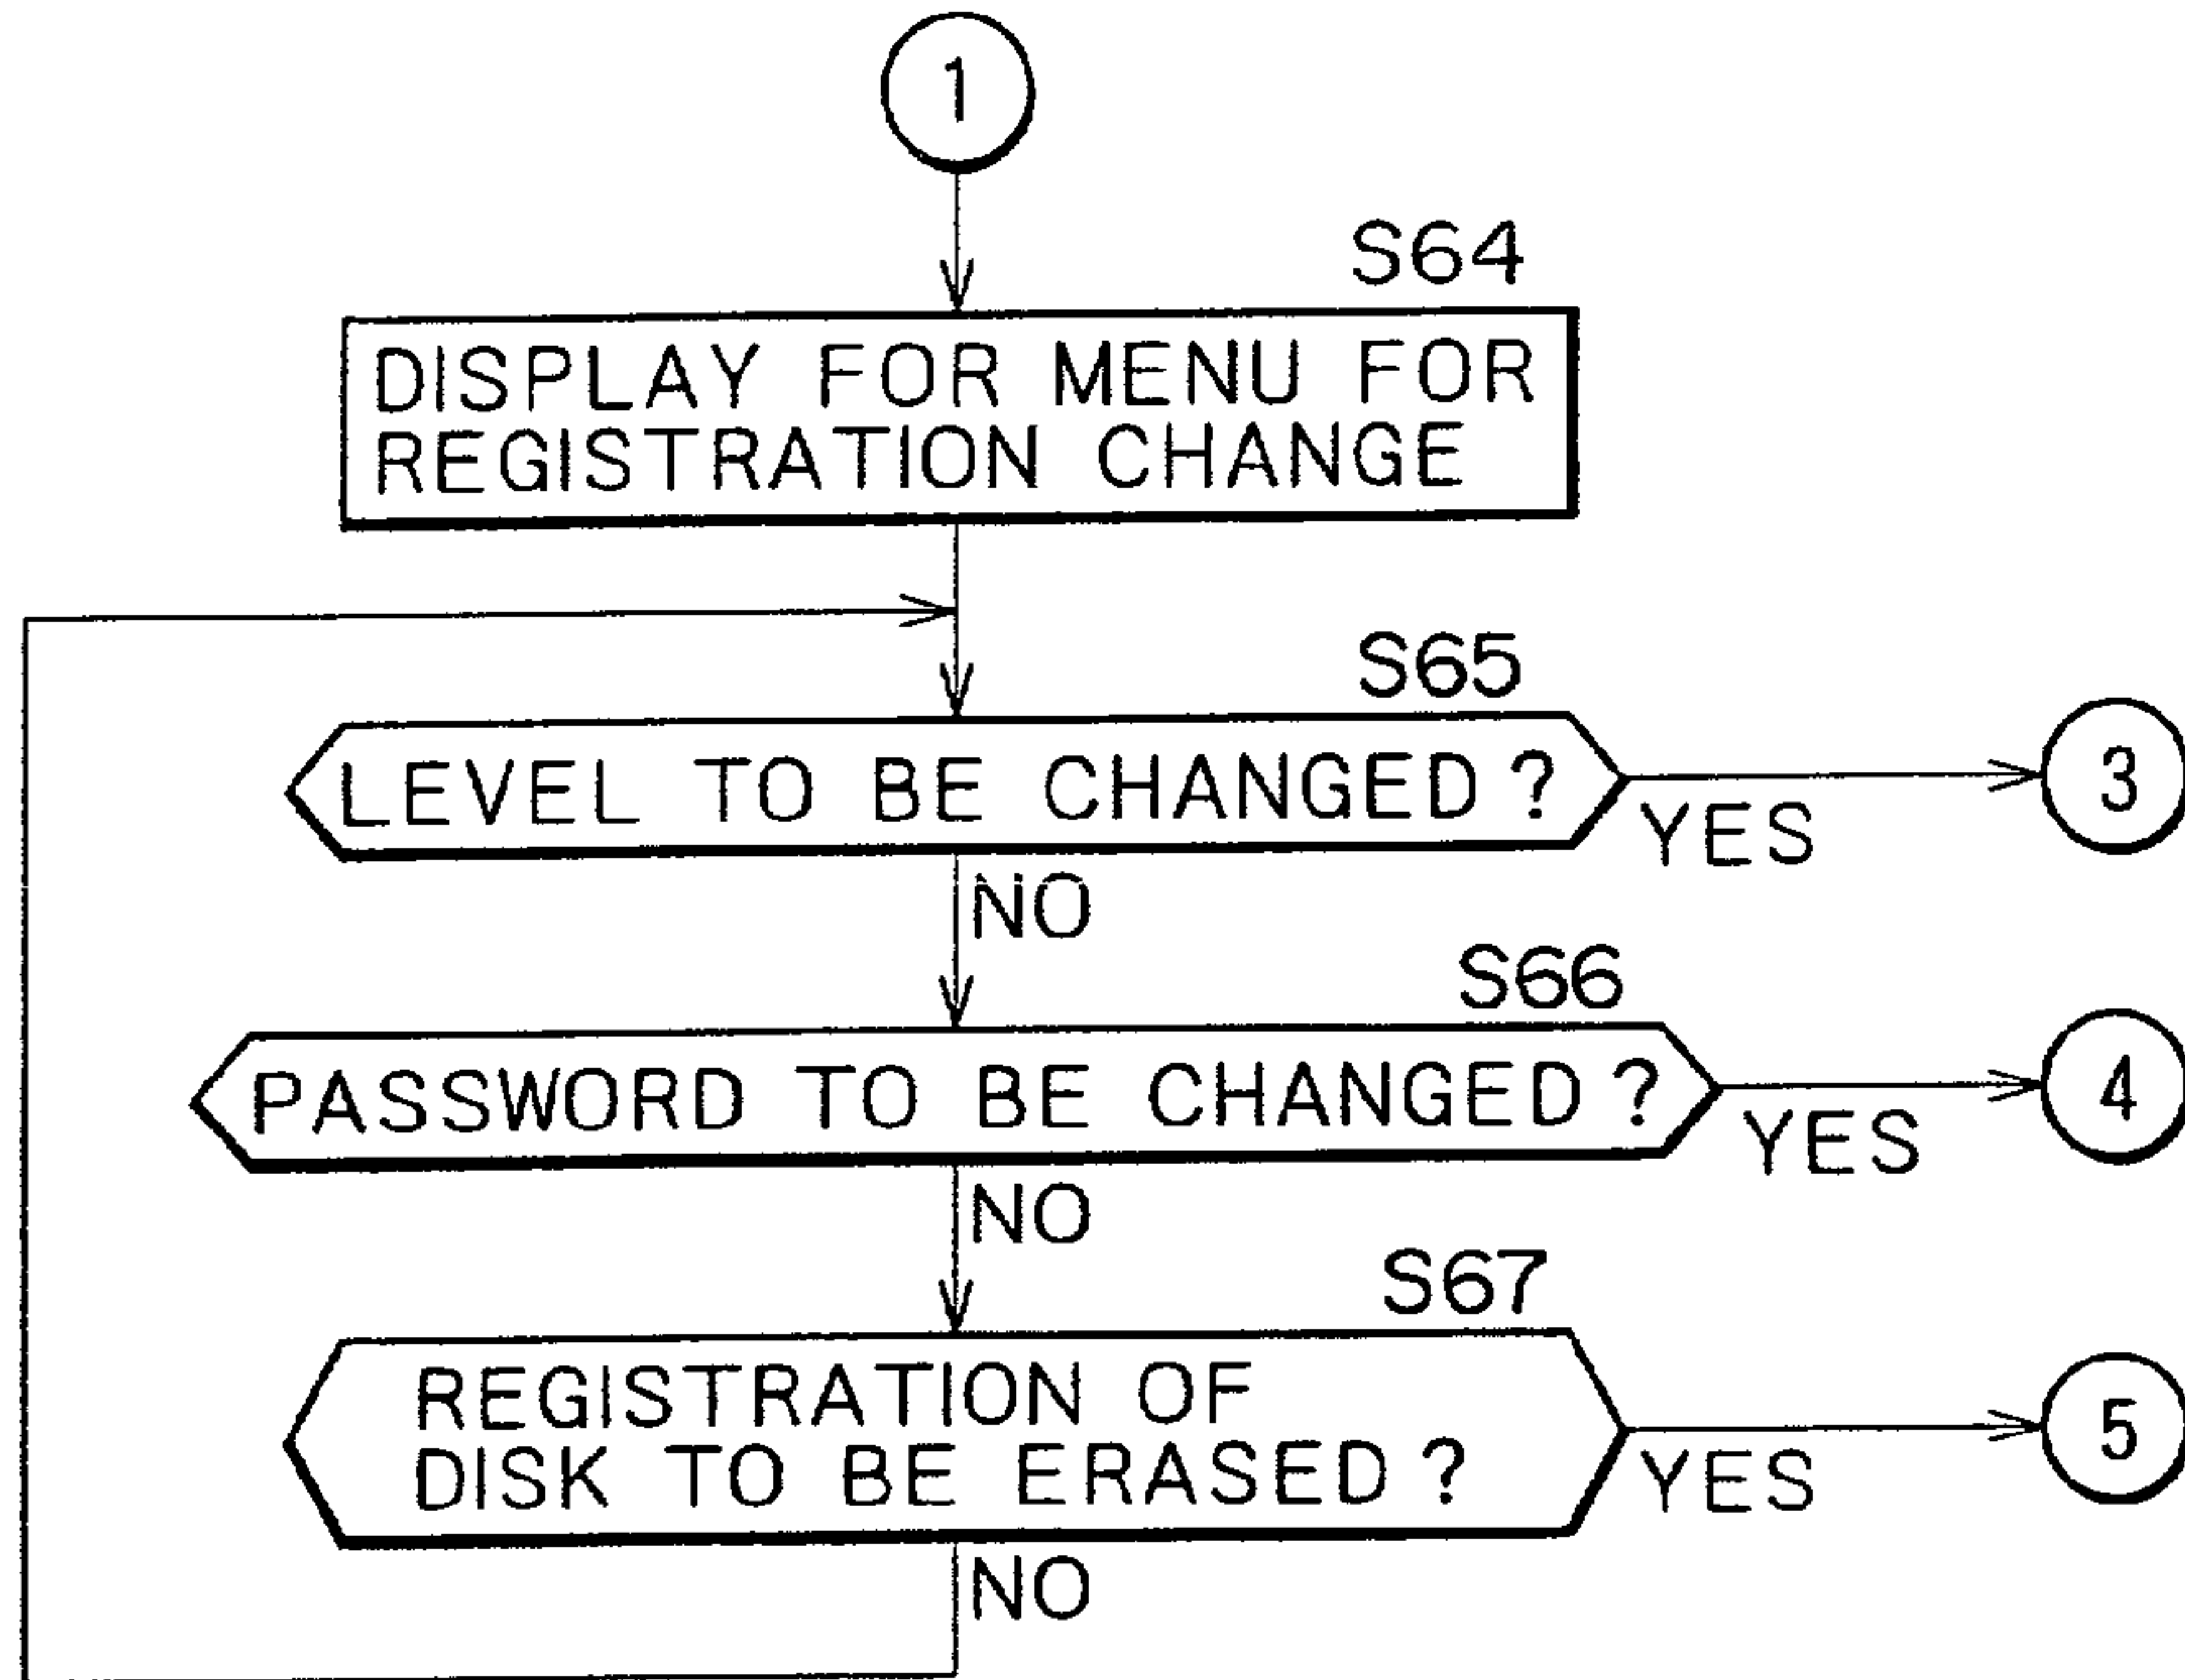 1
S64
DISPLAY FOR MENU FOR
REGISTRATION CHANGE
S65
LEVEL TO BE CHANGED ?
YES
3
NO
S66
PASSWORD TO BE CHANGED ?
YES
4
NO
S67
REGISTRATION OF
DISK TO BE ERASED ?
YES
5
NO